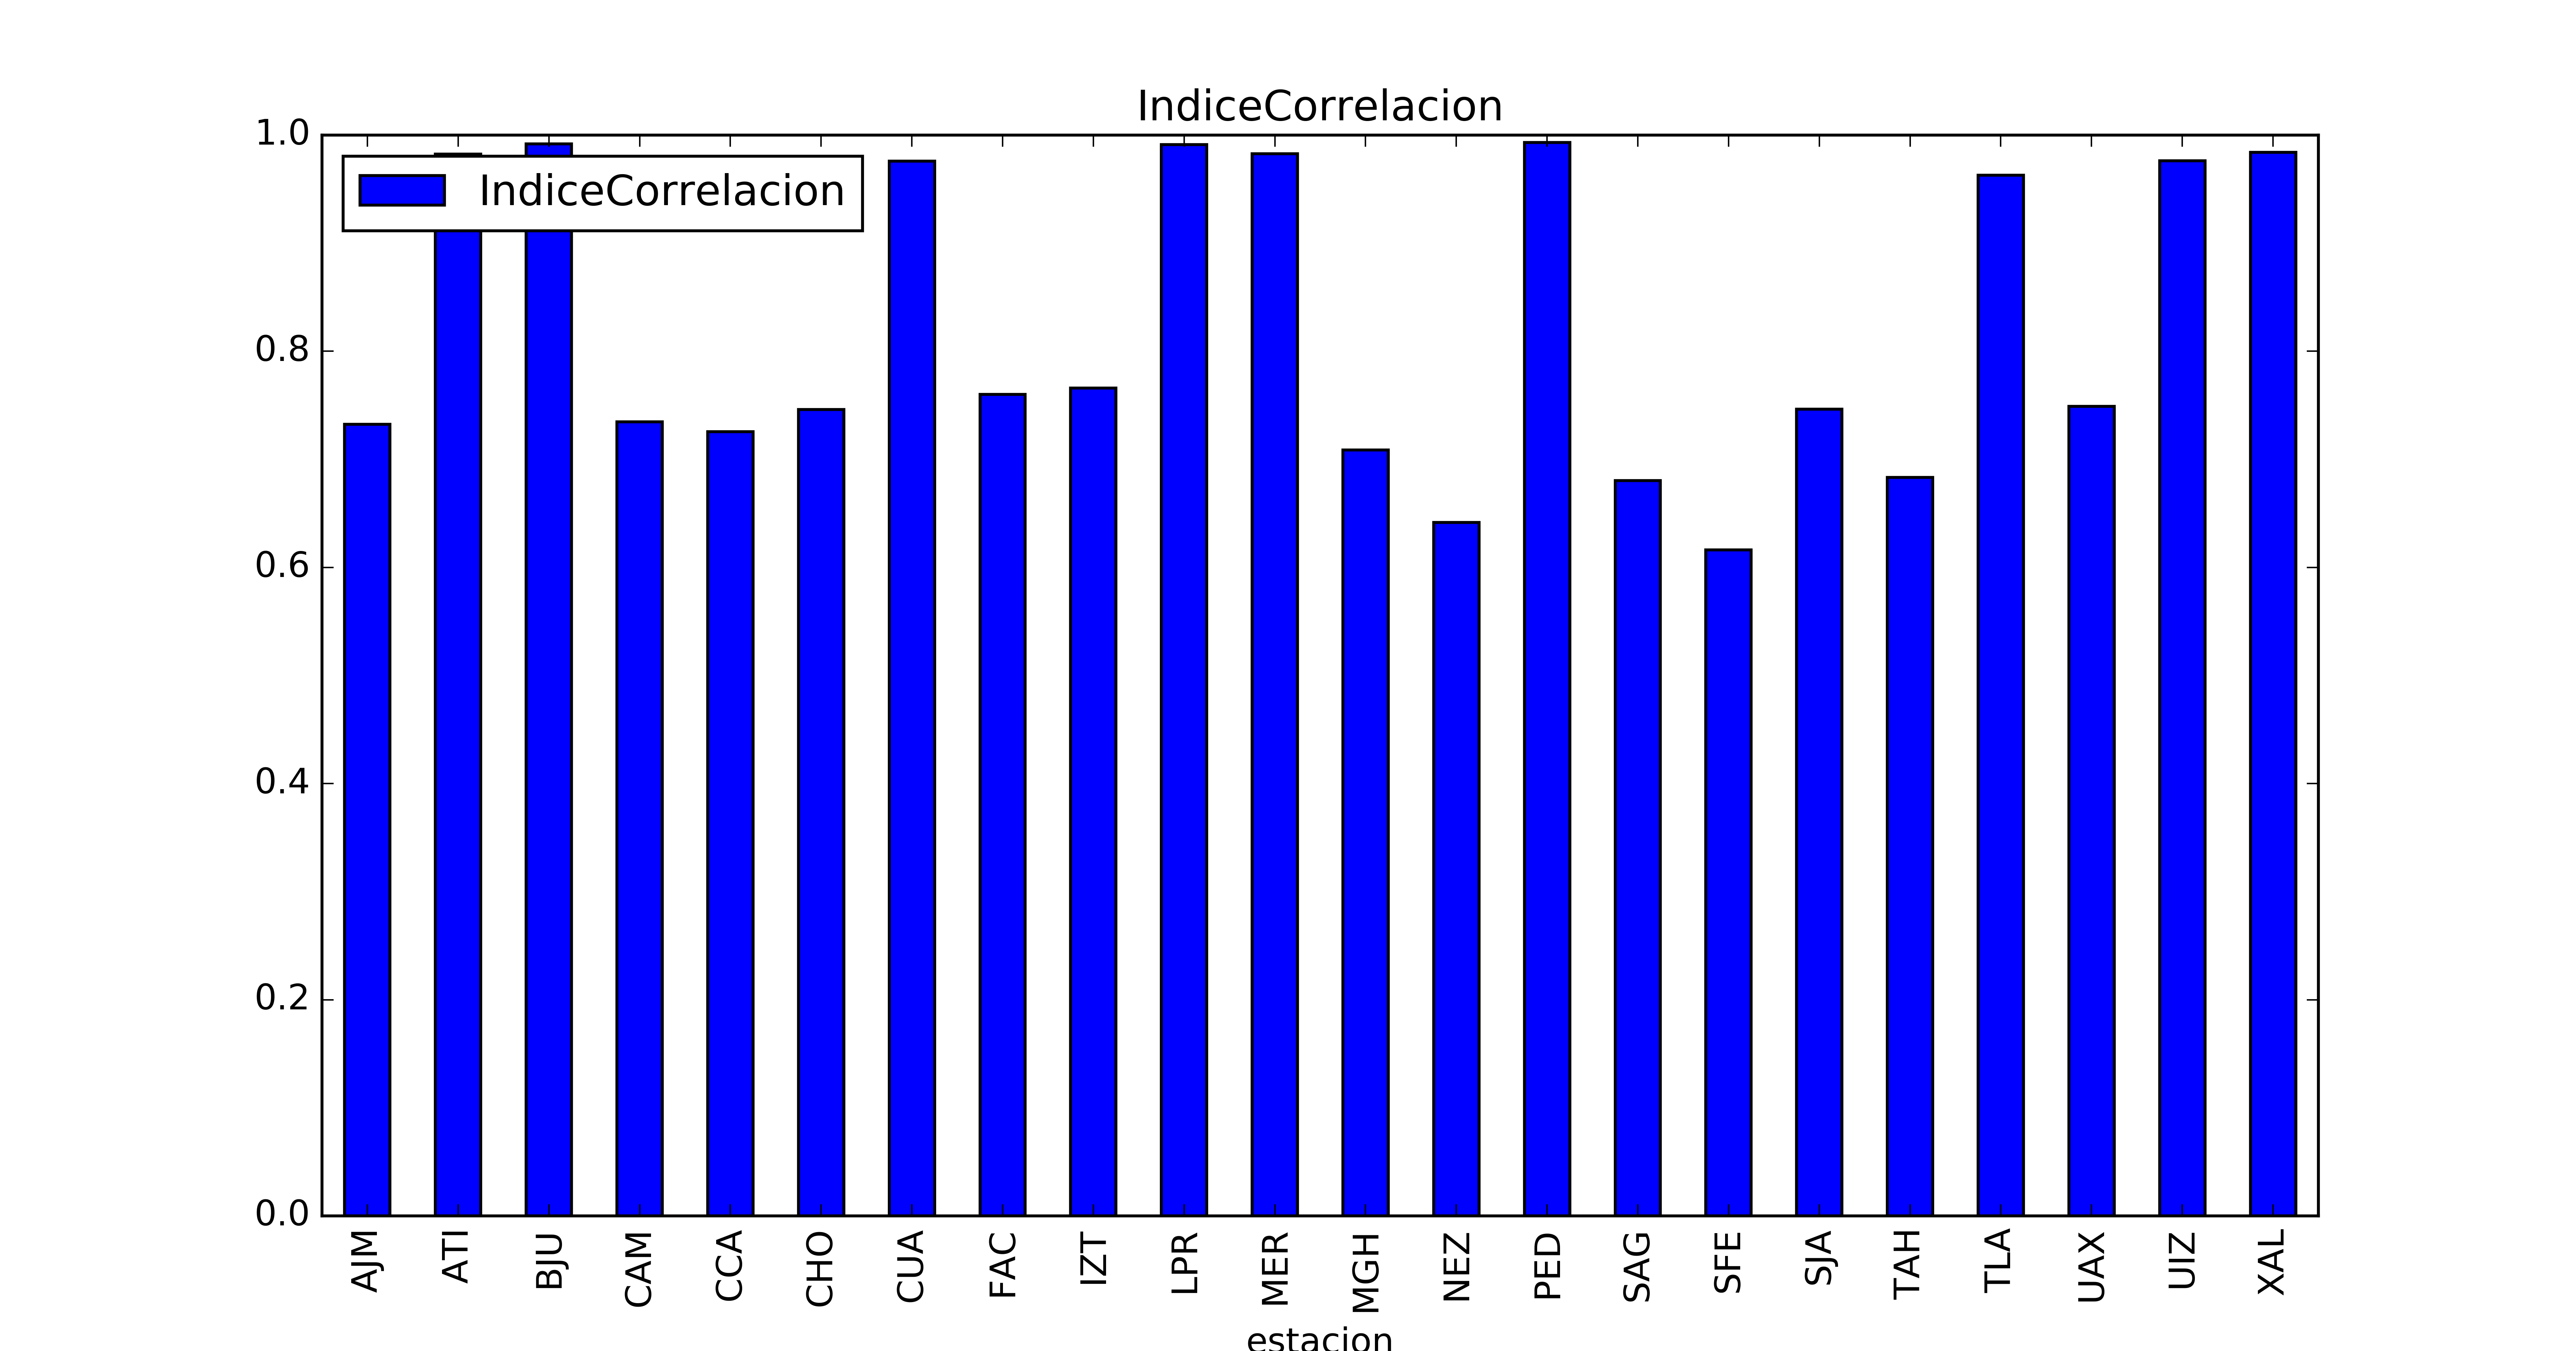 IndiceCorrelacion
IndiceCorrelacion
1.0
0.8
0.6
0.4
0.2
0.0
AJM ATI BJU CAM CCA CHO CUA FAC IZT LPR MER MGH NEZ PED SAG SFE SJA TAH TLA UAX UIZ XAL
estacion